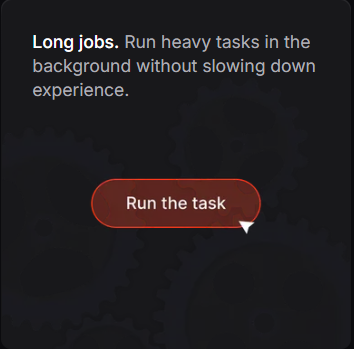 Long jobs. Run heavy tasks in the
background without slowing down
experience.
Run the task